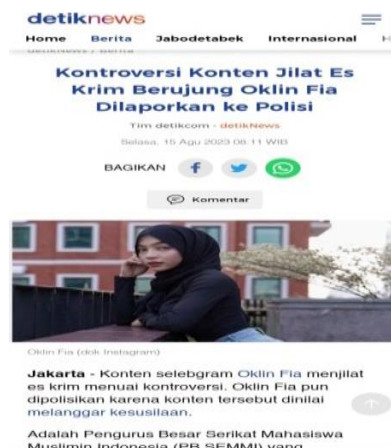 detiknews
Home Berita Jabodetabek Internasional
detikNews / Berita
Kontroversi Konten Jilat Es
Krim Berujung Oklin Fia
Dilaporkan ke Polisi
Tim detikcom - detikNews
Selasa, 15 Agu 2023 08:11 WIB
BAGIKAN
Komentar
Oklin Fia (dok Instagram)
Jakarta - Konten selebgram Oklin Fia menjilat
es krim menuai kontroversi. Oklin Fia pun
dipolisikan karena konten tersebut dinilai
melanggar kesusilaan.
Adalah Pengurus Besar Serikat Mahasiswa
Muslimin Indonesia (PB SEMMI) yang